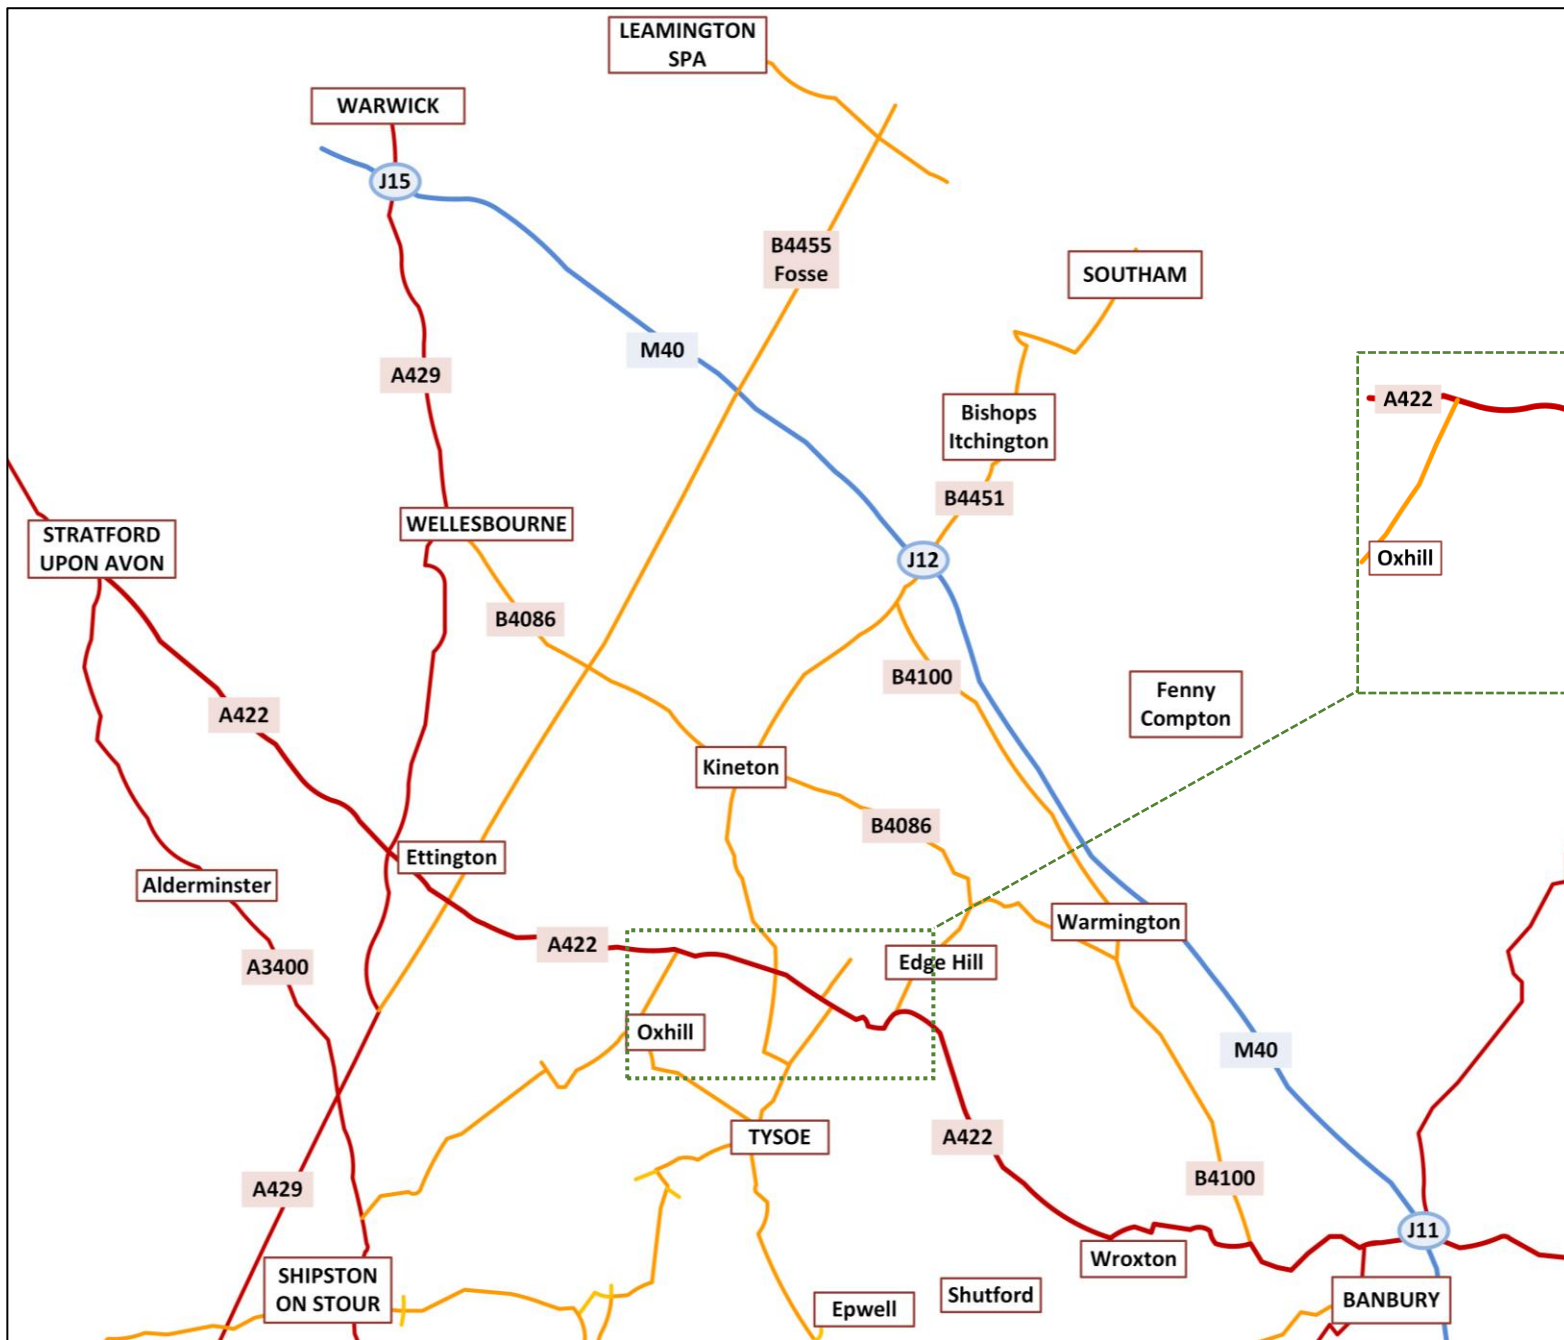 LEAMINGTON
SPA
WARWICK
J15
B4455
Fosse
SOUTHAM
M40
A429
A422
Bishops
Itchington
B4451
WELLESBOURNE
STRATFORD
UPON AVON
J12
Oxhill
B4086
B4100
Fenny
Compton
A422
Kineton
B4086
Ettington
Alderminster
Warmington
A422
Edge Hill
A3400
Oxhill
M40
TYSOE
A422
B4100
A429
J11
Wroxton
SHIPSTON
ON STOUR
Shutford
BANBURY
Epwell